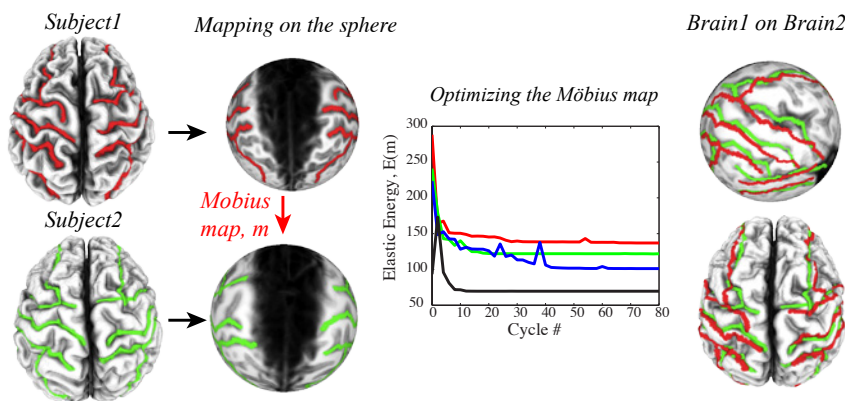 Subject1
Mapping on the sphere
Brain1 on Brain2
Optimizing the Möbius map
Mobius
map, m
Subject2
Elastic Energy, E(m)
300
250
200
150
100
50
0 10 20 30 40 50 60 70 80
Cycle #